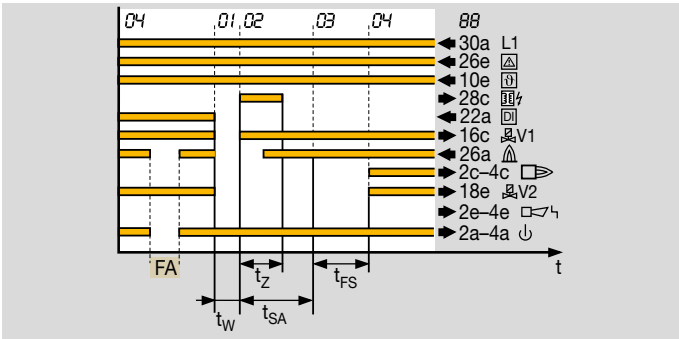 04 01 02 03 04 88
30a L1
26e
10e
28c
22a DI
16c V1
26a
2c–4c
18e V2
2e–4e
2a–4a
t
FA tZ tFS
tW tSA